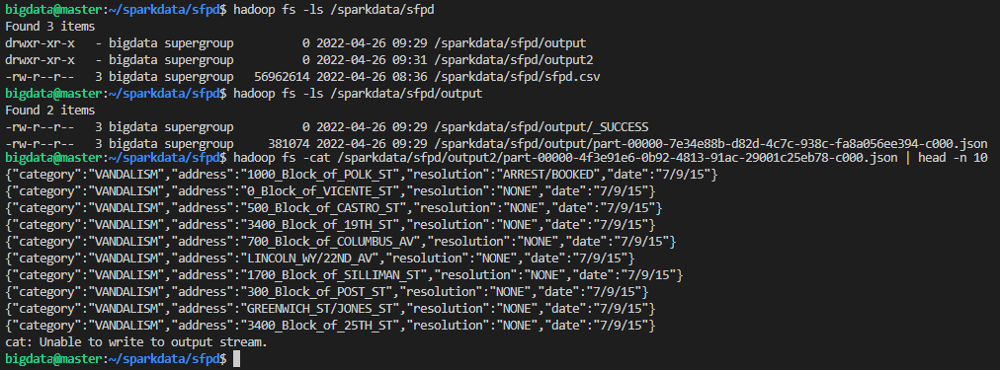 bigdata@master:~/sparkdata/sfpd$ hadoop fs -ls /sparkdata/sfpd
Found 3 items
drwxr-xr-x   - bigdata supergroup          0 2022-04-26 09:29 /sparkdata/sfpd/output
drwxr-xr-x   - bigdata supergroup          0 2022-04-26 09:31 /sparkdata/sfpd/output2
-rw-r--r--   3 bigdata supergroup   56962614 2022-04-26 08:36 /sparkdata/sfpd/sfpd.csv
bigdata@master:~/sparkdata/sfpd$ hadoop fs -ls /sparkdata/sfpd/output
Found 2 items
-rw-r--r--   3 bigdata supergroup          0 2022-04-26 09:29 /sparkdata/sfpd/output/_SUCCESS
-rw-r--r--   3 bigdata supergroup     381074 2022-04-26 09:29 /sparkdata/sfpd/output/part-00000-7e34e88b-d82d-4c7c-938c-fa8a056ee394-c000.json
bigdata@master:~/sparkdata/sfpd$ hadoop fs -cat /sparkdata/sfpd/output2/part-00000-4f3e91e6-0b92-4813-91ac-29001c25eb78-c000.json | head -n 10
{"category":"VANDALISM","address":"1000_Block_of_POLK_ST","resolution":"ARREST/BOOKED","date":"7/9/15"}
{"category":"VANDALISM","address":"0_Block_of_VICENTE_ST","resolution":"NONE","date":"7/9/15"}
{"category":"VANDALISM","address":"500_Block_of_CASTRO_ST","resolution":"NONE","date":"7/9/15"}
{"category":"VANDALISM","address":"3400_Block_of_19TH_ST","resolution":"NONE","date":"7/9/15"}
{"category":"VANDALISM","address":"700_Block_of_COLUMBUS_AV","resolution":"NONE","date":"7/9/15"}
{"category":"VANDALISM","address":"LINCOLN_WY/22ND_AV","resolution":"NONE","date":"7/9/15"}
{"category":"VANDALISM","address":"1700_Block_of_SILLIMAN_ST","resolution":"NONE","date":"7/9/15"}
{"category":"VANDALISM","address":"300_Block_of_POST_ST","resolution":"NONE","date":"7/9/15"}
{"category":"VANDALISM","address":"GREENWICH_ST/JONES_ST","resolution":"NONE","date":"7/9/15"}
{"category":"VANDALISM","address":"3400_Block_of_25TH_ST","resolution":"NONE","date":"7/9/15"}
cat: Unable to write to output stream.
bigdata@master:~/sparkdata/sfpd$